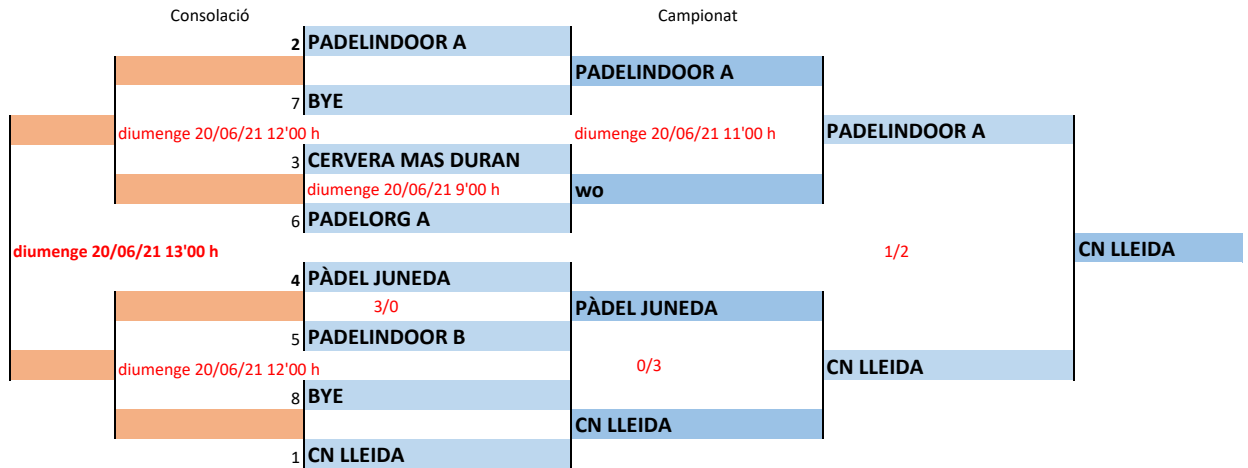 Consolació Campionat
2 PADELINDOOR A
PADELINDOOR A
7 BYE
diumenge 20/06/21 12'00 h diumenge 20/06/21 11'00 h PADELINDOOR A
3 CERVERA MAS DURAN
diumenge 20/06/21 9'00 h wo
6 PADELORG A
diumenge 20/06/21 13'00 h 1/2 CN LLEIDA
4 PÀDEL JUNEDA
3/0 PÀDEL JUNEDA
5 PADELINDOOR B
diumenge 20/06/21 12'00 h 0/3 CN LLEIDA
8 BYE
CN LLEIDA
1 CN LLEIDA